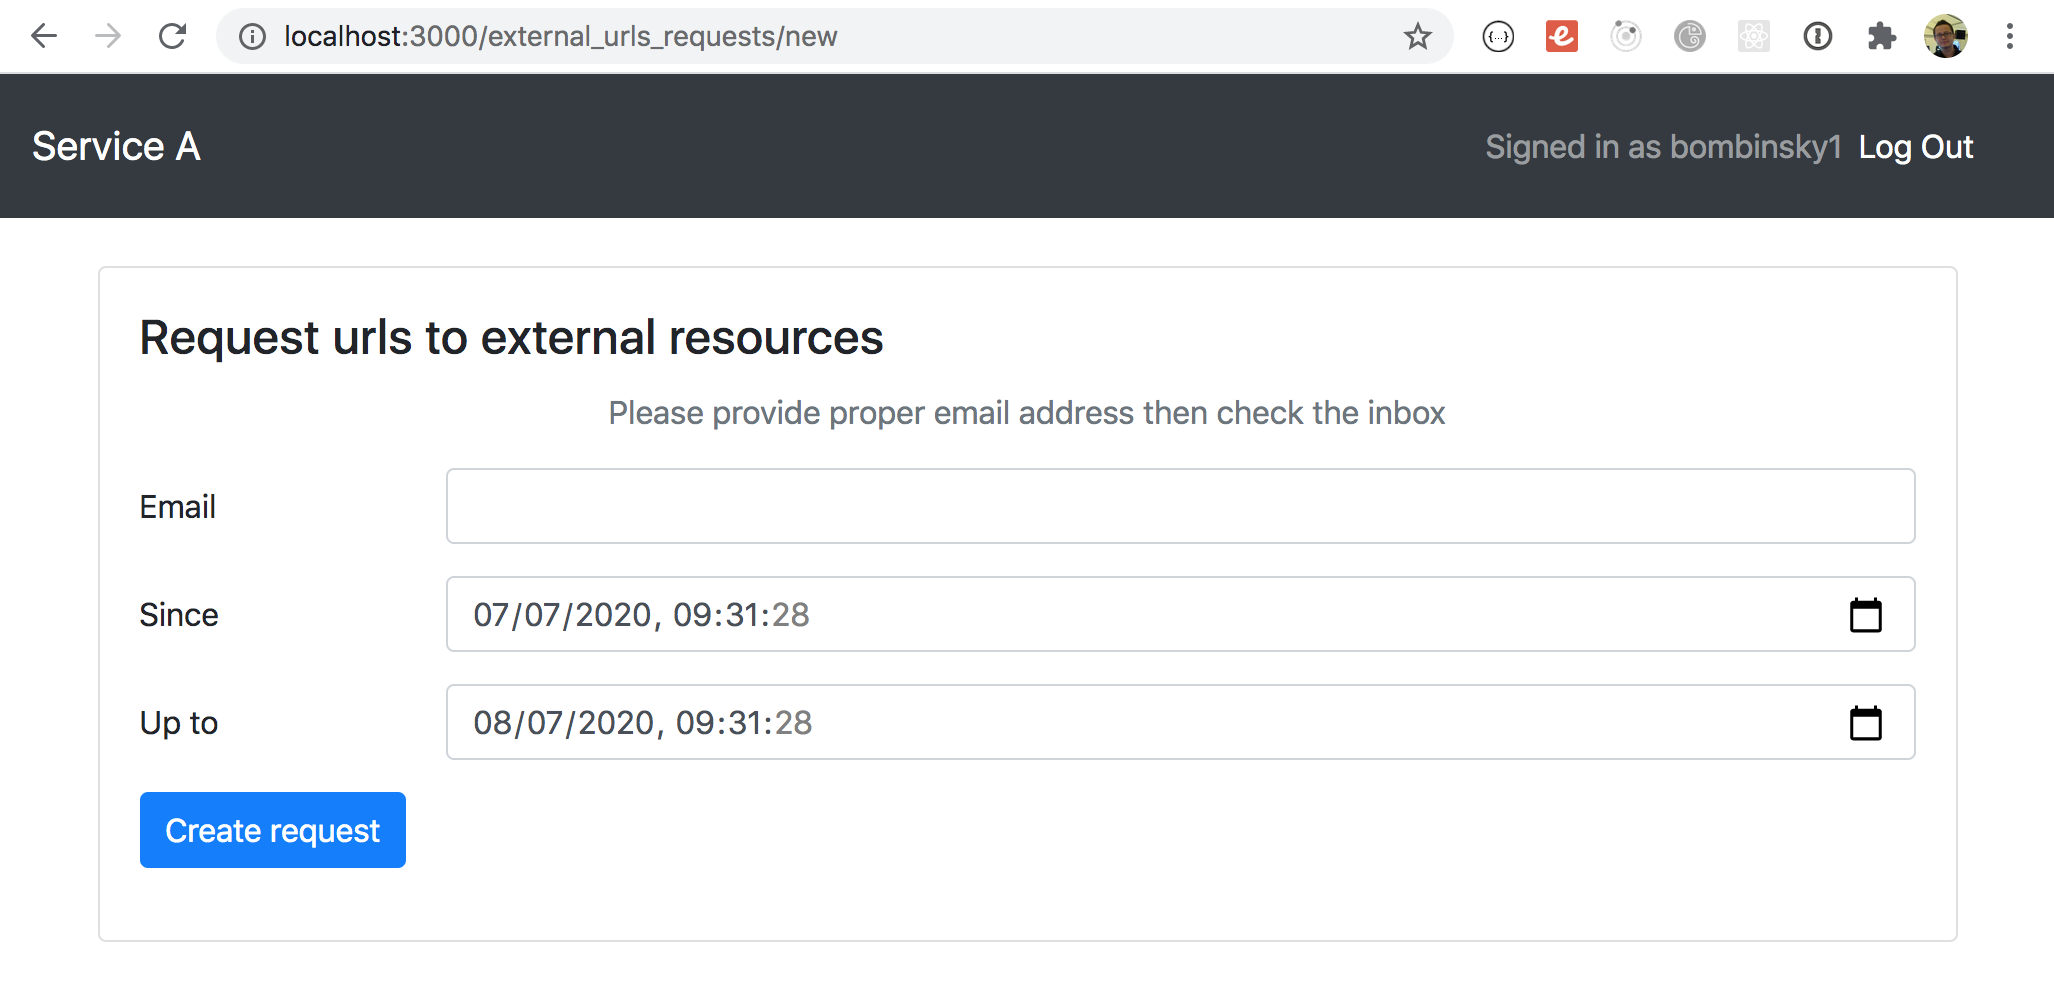 localhost:3000/external_urls_requests/new
Service A
Signed in as bombinsky1 Log Out
Request urls to external resources
Please provide proper email address then check the inbox
Email
Since 07/07/2020, 09:31:28
Up to 08/07/2020, 09:31:28
Create request